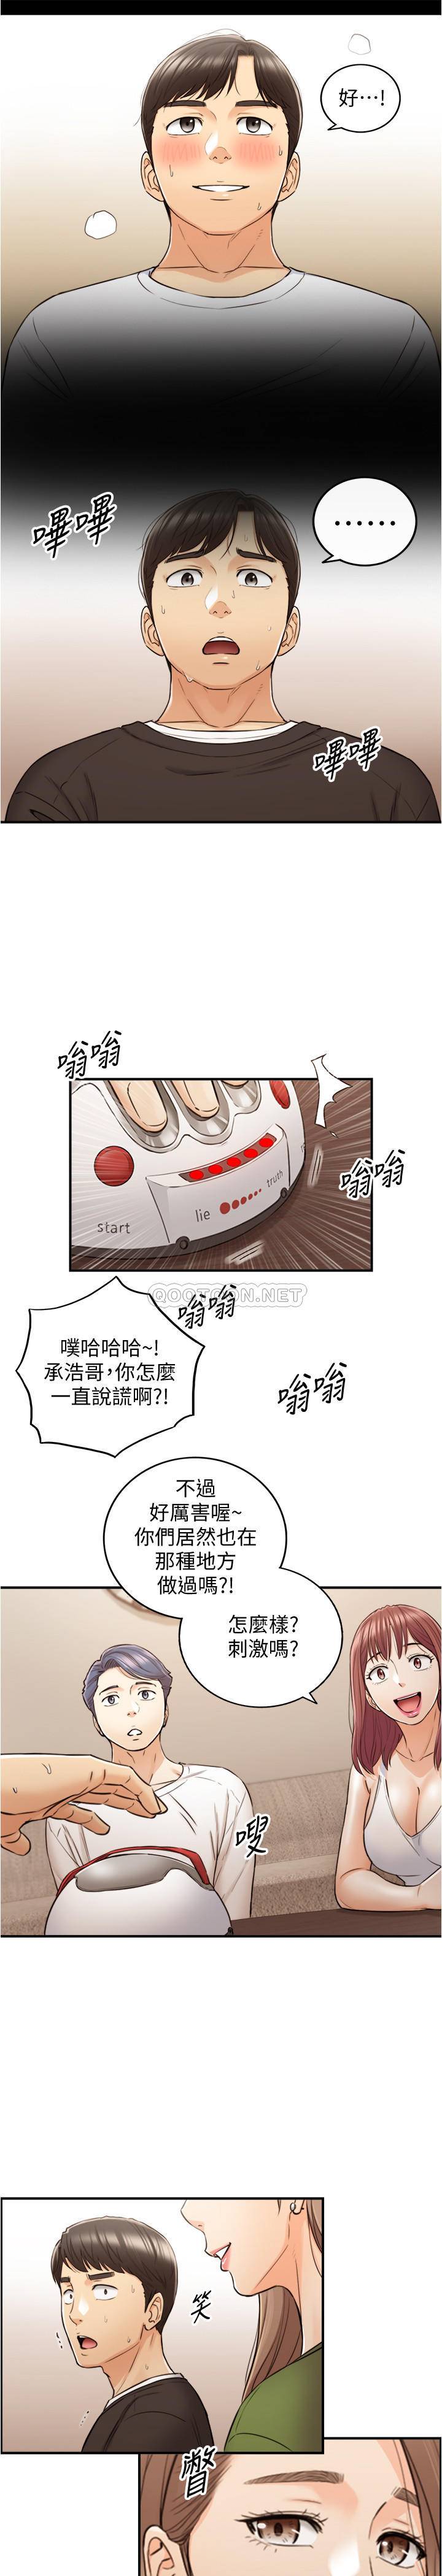 好⋯!
嗶嗶
⋯⋯
嗶嗶
嗡嗡
start
lie
truth
嗡嗡
QOOTOON.NET
嗡嗡
噗哈哈哈~!
承浩哥,你怎麼
一直說謊啊?!
嗡嗡
不過
好厲害喔~
你們居然也在
那種地方
做過嗎?!
怎麼樣?
刺激嗎?
嗖
笑
瞥